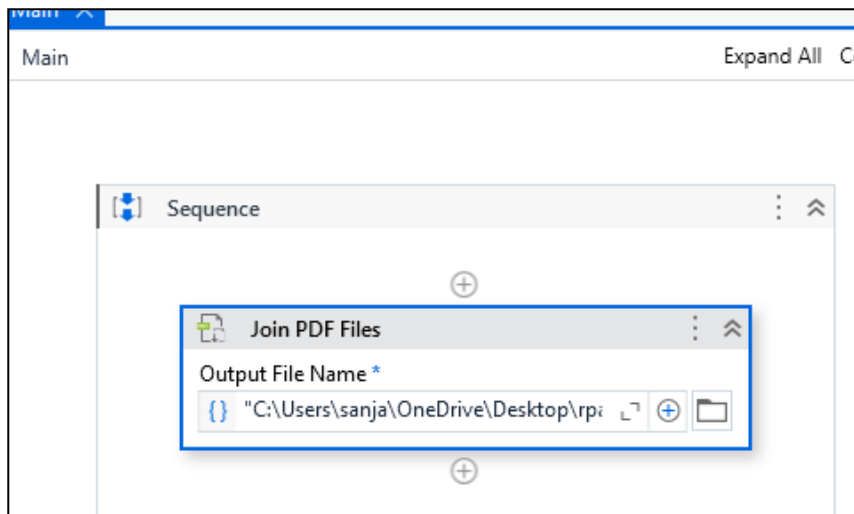 Main
Main Expand All
Sequence
Join PDF Files
Output File Name *
{} "C:\Users\sanja\OneDrive\Desktop\rpa